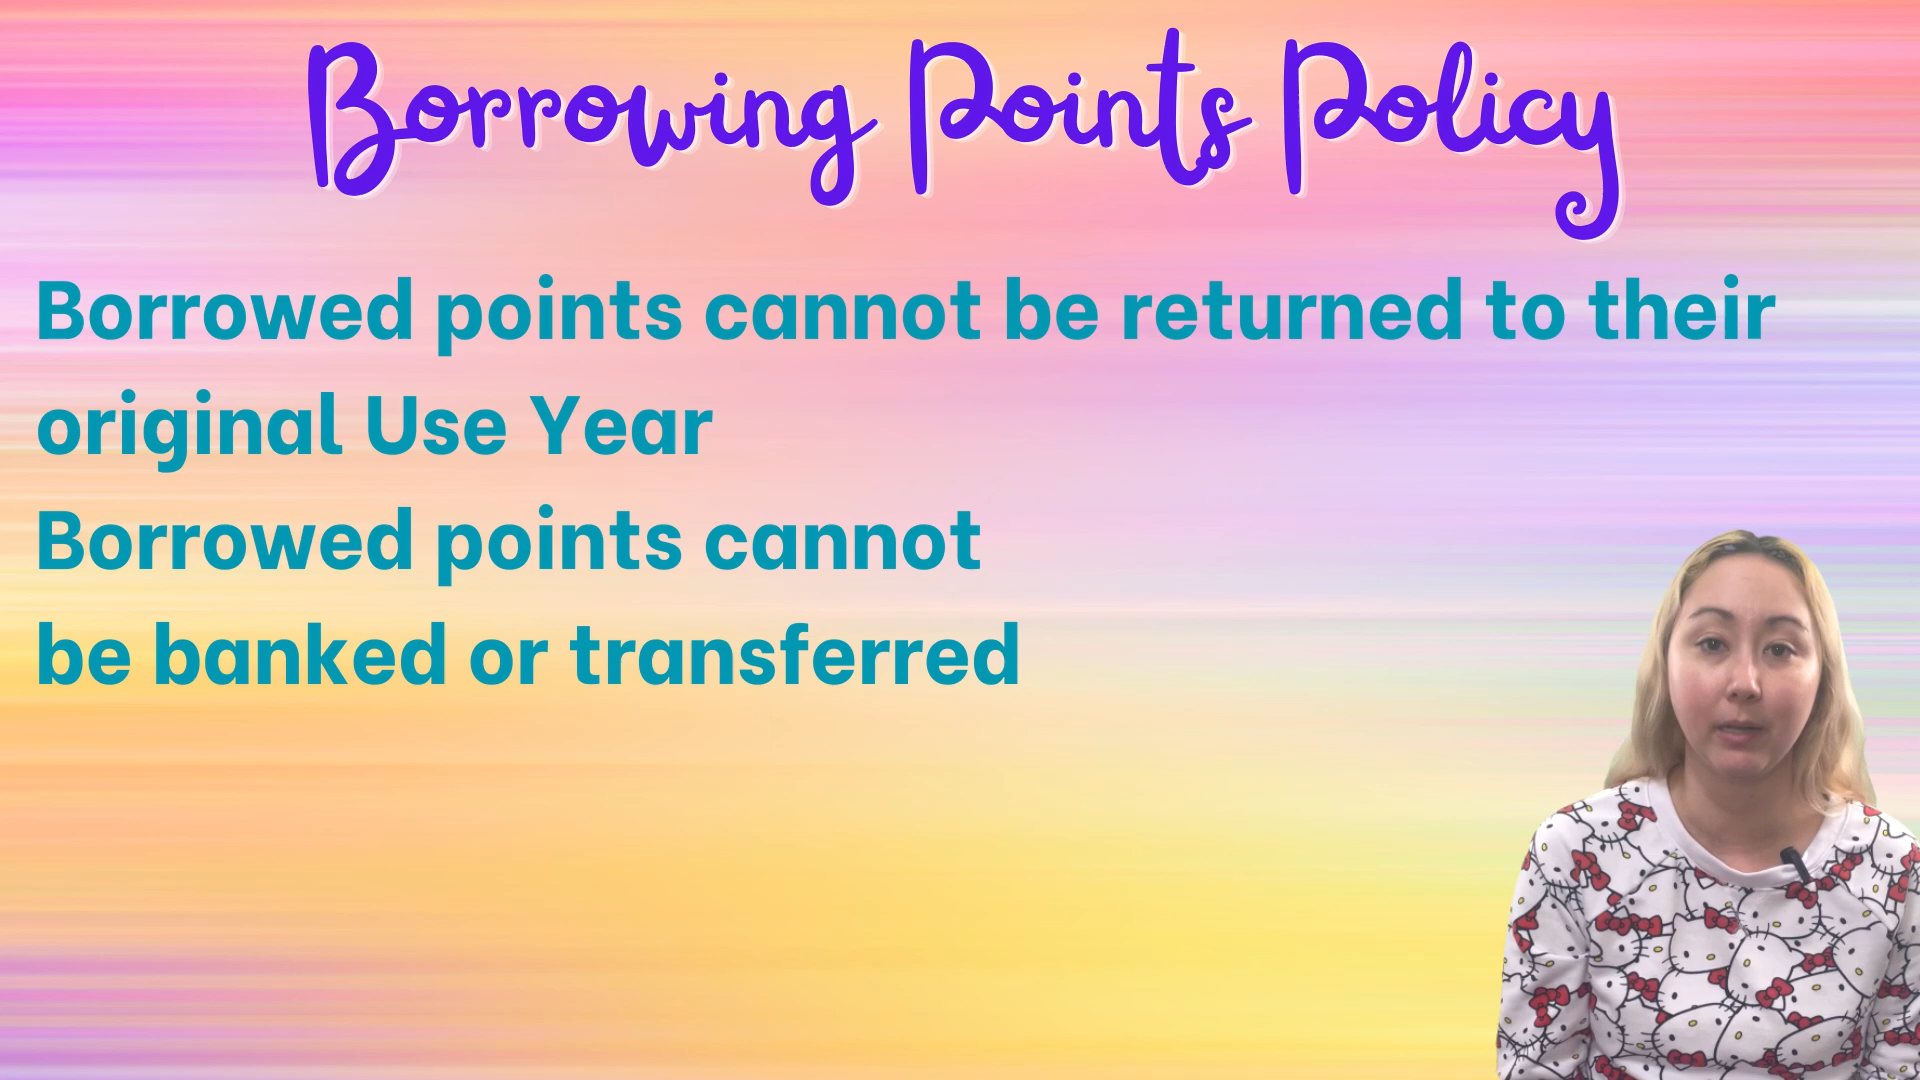 Borrowing Points Policy
Borrowed points cannot be returned to their
original Use Year
Borrowed points cannot
be banked or transferred